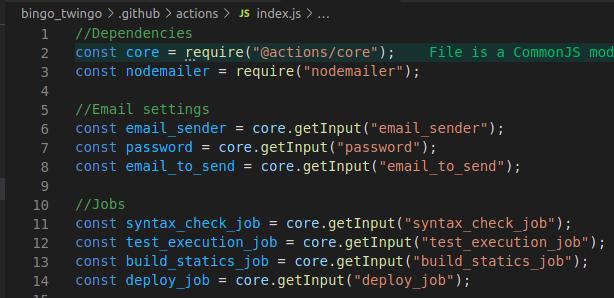 bingo_twingo > .github > actions > JS index.js > ...
1 //Dependencies
2 const core = require("@actions/core"); File is a CommonJS mod
3 const nodemailer = require("nodemailer");
4
5 //Email settings
6 const email_sender = core.getInput("email_sender");
7 const password = core.getInput("password");
8 const email_to_send = core.getInput("email_to_send");
9
10 //Jobs
11 const syntax_check_job = core.getInput("syntax_check_job");
12 const test_execution_job = core.getInput("test_execution_job");
13 const build_statics_job = core.getInput("build_statics_job");
14 const deploy_job = core.getInput("deploy_job");